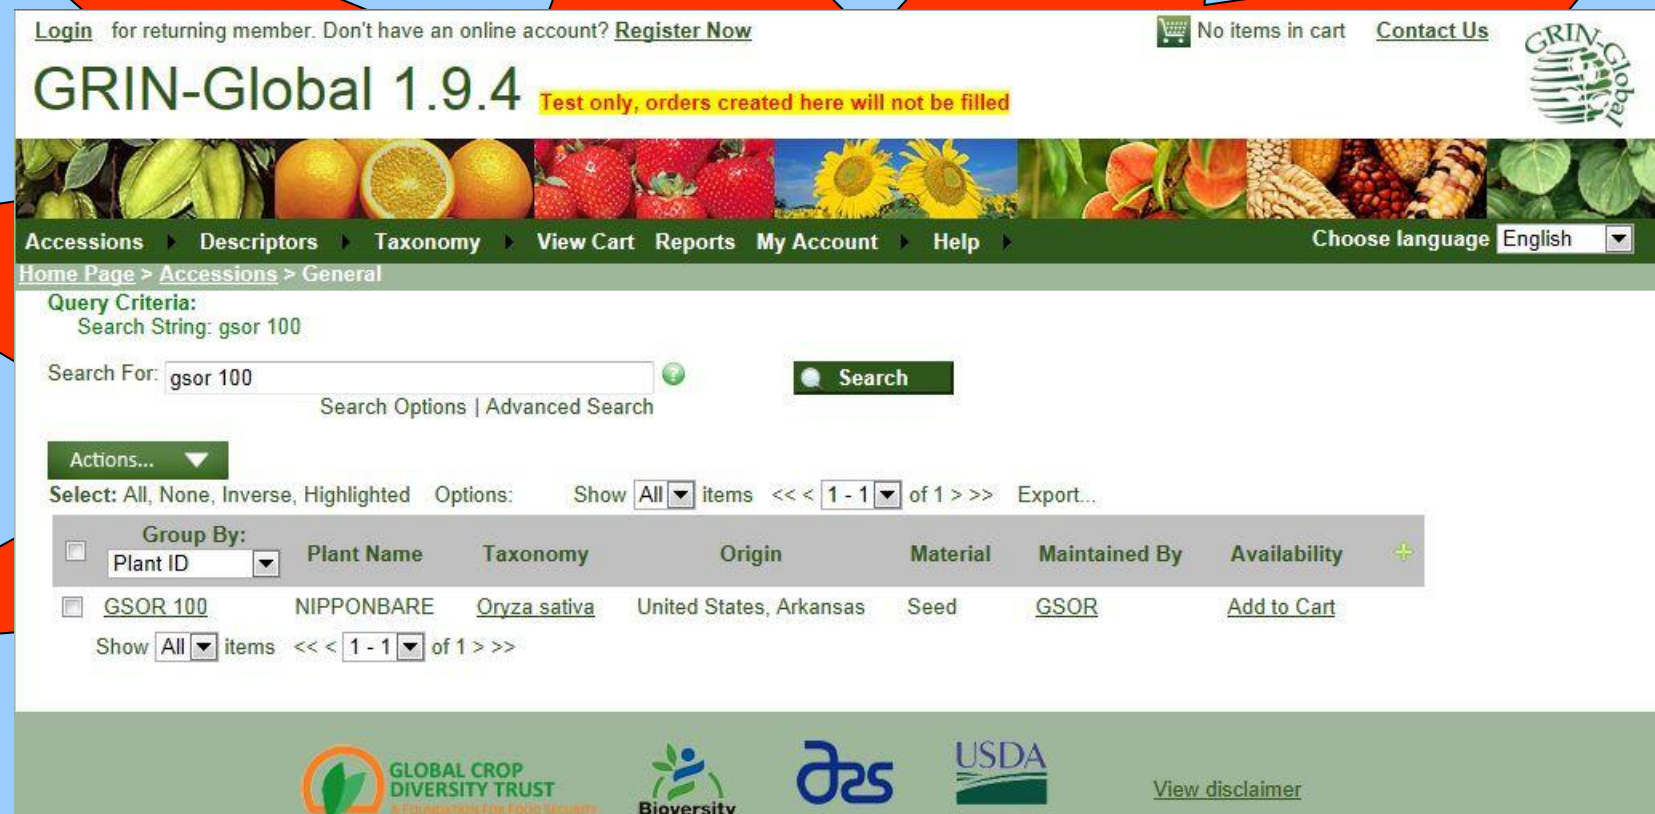 Login for returning member. Don't have an online account? Register Now No items in cart Contact Us
GRIN-Global
GRIN-Global 1.9.4 Test only, orders created here will not be filled
Accessions Descriptors Taxonomy View Cart Reports My Account Help Choose language English
Home Page > Accessions > General
Query Criteria:
Search String: gsor 100
Search For: gsor 100 ? Search
Search Options | Advanced Search
Actions...
Select: All, None, Inverse, Highlighted Options: Show All items << < 1 - 1 of 1 > >> Export...
Group By:
Plant ID Plant Name Taxonomy Origin Material Maintained By Availability
GSOR 100 NIPPONBARE Oryza sativa United States, Arkansas Seed GSOR Add to Cart
Show All items << < 1 - 1 of 1 > >>
GLOBAL CROP
DIVERSITY TRUST
A FOUNDATION FOR FOOD SECURITY
Bioversity
ars
USDA
View disclaimer